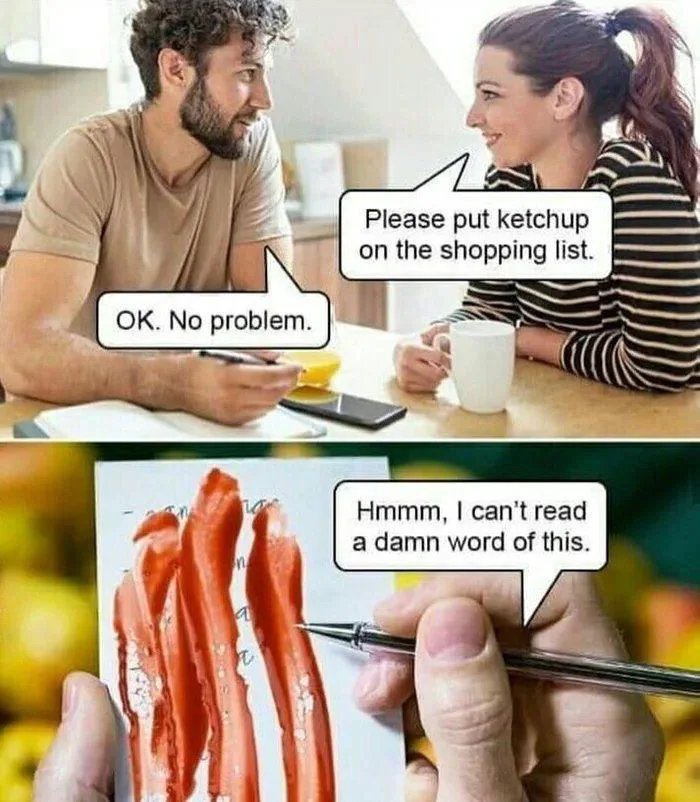 Please put ketchup
on the shopping list.
OK. No problem.
Hmmm, I can't read
a damn word of this.